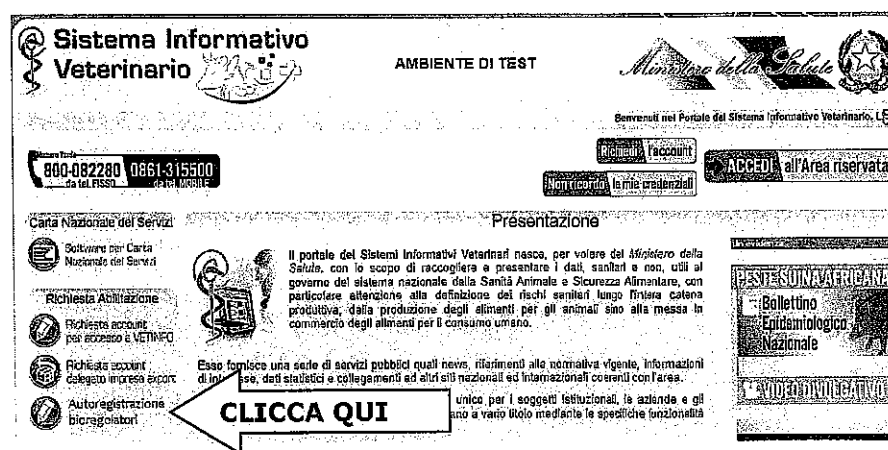 Sistema Informativo
Veterinario
AMBIENTE DI TEST
Ministero della Salute
Benvenuti nel Portale del Sistema Informativo Veterinario,
Numero Verde
800-082280 0861-315500
da tel. FISSO da tel. MOBILE
Richiedi l'account
Non ricordo le mie credenziali
ACCEDI all'Area riservata
Carta Nazionale dei Servizi
Software per Carta
Nazionale dei Servizi
Richiesta Abilitazione
Richiesta account
per accesso a VETINFO
Richiesta account
delegato impresa export
Autoregistrazione
bioregolatori
CLICCA QUI
Presentazione
Il portale dei Sistemi Informativi Veterinari nasce, per volere del Ministero della
Salute, con lo scopo di raccogliere e presentare i dati, sanitari e non, utili al
governo del sistema nazionale della Sanità Animale e Sicurezza Alimentare, con
particolare attenzione alla definizione dei rischi sanitari lungo l'intera catena
produttiva, dalla produzione degli alimenti per gli animali sino alla messa in
commercio degli alimenti per il consumo umano.
Esso fornisce una serie di servizi pubblici quali news, riferimenti alle normativa vigente, informazioni
di interesse, dati statistici e collegamenti ad altri siti nazionali ed internazionali coerenti con l'area.
unico per i soggetti istituzionali, le aziende e gli
ano a vario titolo mediante le specifiche funzionalità
PESTE SUINA AFRICANA
Bollettino
Epidemiologico
Nazionale
VIDEO DIVULGATIVO